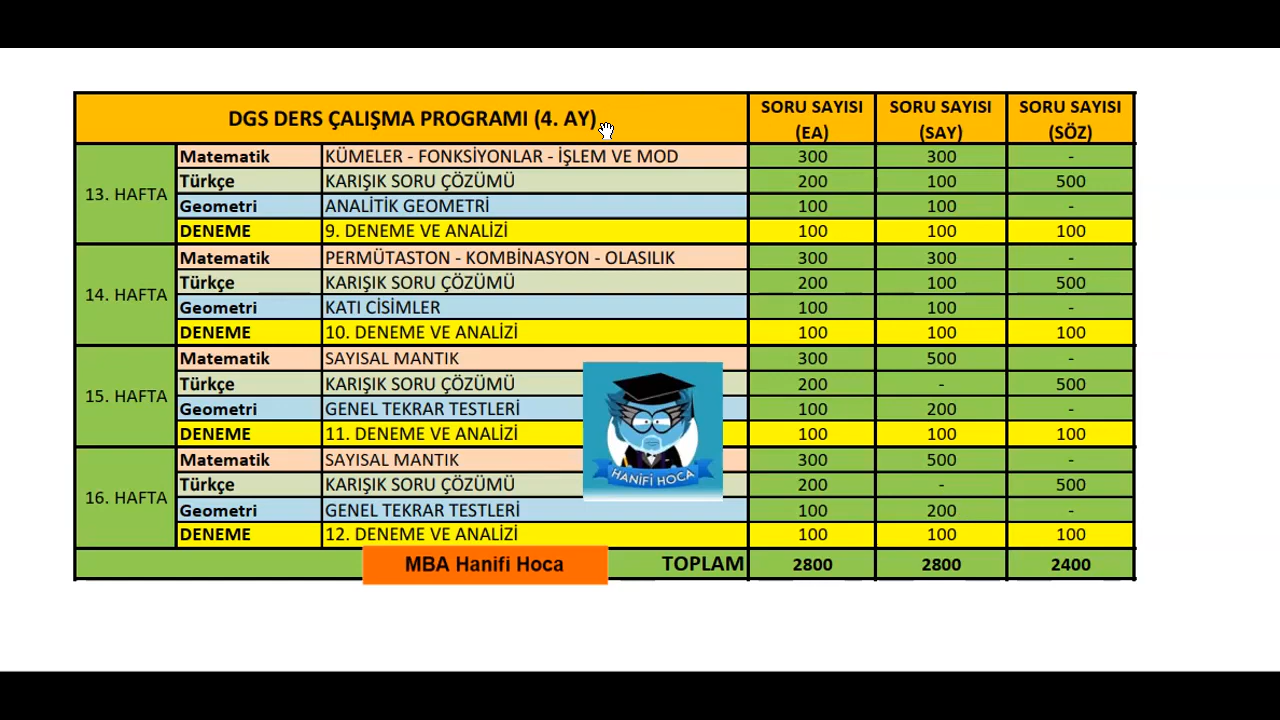 DGS DERS ÇALIŞMA PROGRAMI (4. AY) SORU SAYISI (EA) SORU SAYISI (SAY) SORU SAYISI (SÖZ)
13. HAFTA
Matematik KÜMELER - FONKSİYONLAR - İŞLEM VE MOD 300 300 -
Türkçe KARIŞIK SORU ÇÖZÜMÜ 200 100 500
Geometri ANALİTİK GEOMETRİ 100 100 -
DENEME 9. DENEME VE ANALİZİ 100 100 100
14. HAFTA
Matematik PERMÜTASTON - KOMBİNASYON - OLASILIK 300 300 -
Türkçe KARIŞIK SORU ÇÖZÜMÜ 200 100 500
Geometri KATI CİSİMLER 100 100 -
DENEME 10. DENEME VE ANALİZİ 100 100 100
15. HAFTA
Matematik SAYISAL MANTIK 300 500 -
Türkçe KARIŞIK SORU ÇÖZÜMÜ 200 - 500
Geometri GENEL TEKRAR TESTLERİ 100 200 -
DENEME 11. DENEME VE ANALİZİ 100 100 100
16. HAFTA
Matematik SAYISAL MANTIK 300 500 -
Türkçe KARIŞIK SORU ÇÖZÜMÜ 200 - 500
Geometri GENEL TEKRAR TESTLERİ 100 200 -
DENEME 12. DENEME VE ANALİZİ 100 100 100
HANİFİ HOCA
MBA Hanifi Hoca TOPLAM 2800 2800 2400